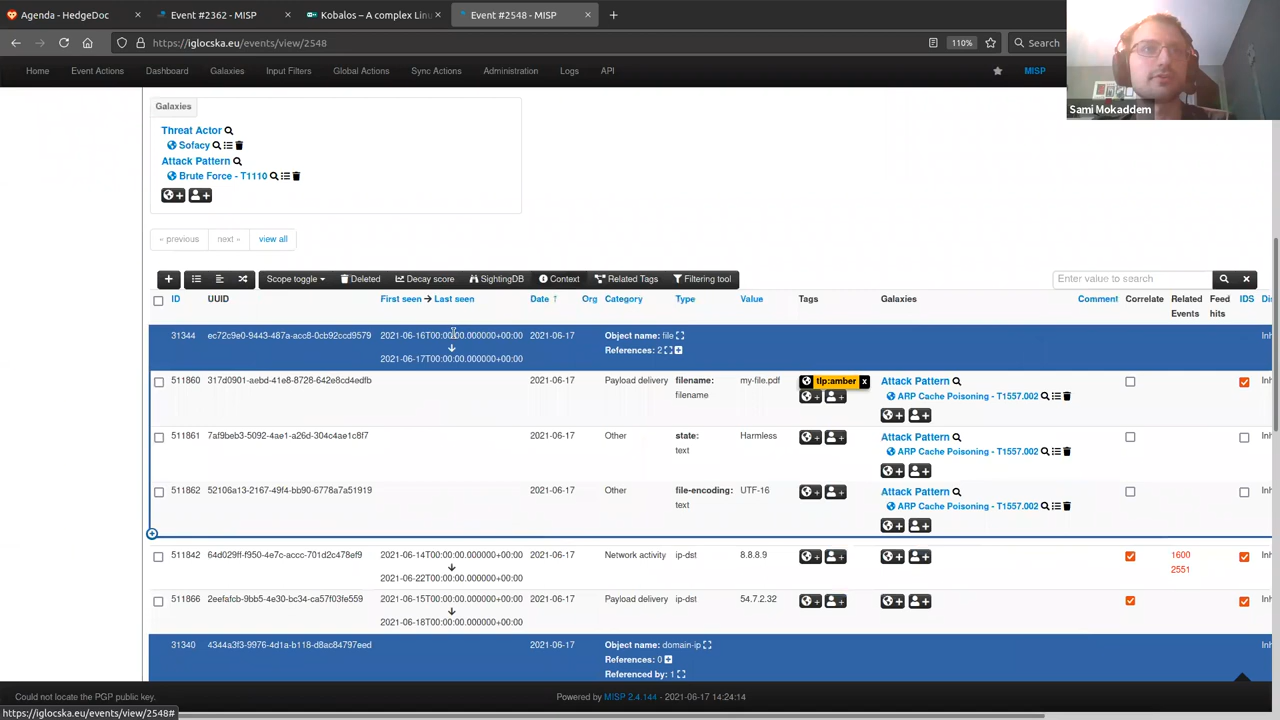 Agenda - HedgeDoc
Event #2362 - MISP
Kobalos – A complex Linu
Event #2548 - MISP
https://iglocska.eu/events/view/2548
110%
Search
Home Event Actions Dashboard Galaxies Input Filters Global Actions Sync Actions Administration Logs API
MISP
Sami Mokaddem
Galaxies
Threat Actor
Sofacy
Attack Pattern
Brute Force - T1110
« previous next » view all
Scope toggle Deleted Decay score SightingDB Context Related Tags Filtering tool
Enter value to search
ID UUID First seen → Last seen Date ↑ Org Category Type Value Tags Galaxies Comment Correlate Related Events Feed hits IDS Di
31344 ec72c9e0-9443-487a-acc8-0cb92ccd9579 2021-06-16T00:00:00.000000+00:00 2021-06-17 Object name: file Inh
References: 2
2021-06-17T00:00:00.000000+00:00
511860 317d0901-aebd-41e8-8728-642e8cd4edfb 2021-06-17 Payload delivery filename: my-file.pdf tlp:amber x Attack Pattern Inh
filename ARP Cache Poisoning - T1557.002
511861 7af9beb3-5092-4ae1-a26d-304c4ae1c8f7 2021-06-17 Other state: Harmless Attack Pattern Inh
text ARP Cache Poisoning - T1557.002
511862 52106a13-2167-49f4-bb90-6778a7a51919 2021-06-17 Other file-encoding: UTF-16 Attack Pattern Inh
text ARP Cache Poisoning - T1557.002
511842 64d029ff-f950-4e7c-accc-701d2c478ef9 2021-06-14T00:00:00.000000+00:00 2021-06-17 Network activity ip-dst 8.8.8.9 1600 Inh
2551
2021-06-22T00:00:00.000000+00:00
511866 2eefafcb-9bb5-4e30-bc34-ca57f03fe559 2021-06-15T00:00:00.000000+00:00 2021-06-17 Payload delivery ip-dst 54.7.2.32 Inh
2021-06-18T00:00:00.000000+00:00
31340 4344a3f3-9976-4d1a-b118-d8ac84797eed 2021-06-17 Object name: domain-ip Inh
References: 0
Referenced by: 1
Could not locate the PGP public key.
Powered by MISP 2.4.144 - 2021-06-17 14:24:14
https://iglocska.eu/events/view/2548#